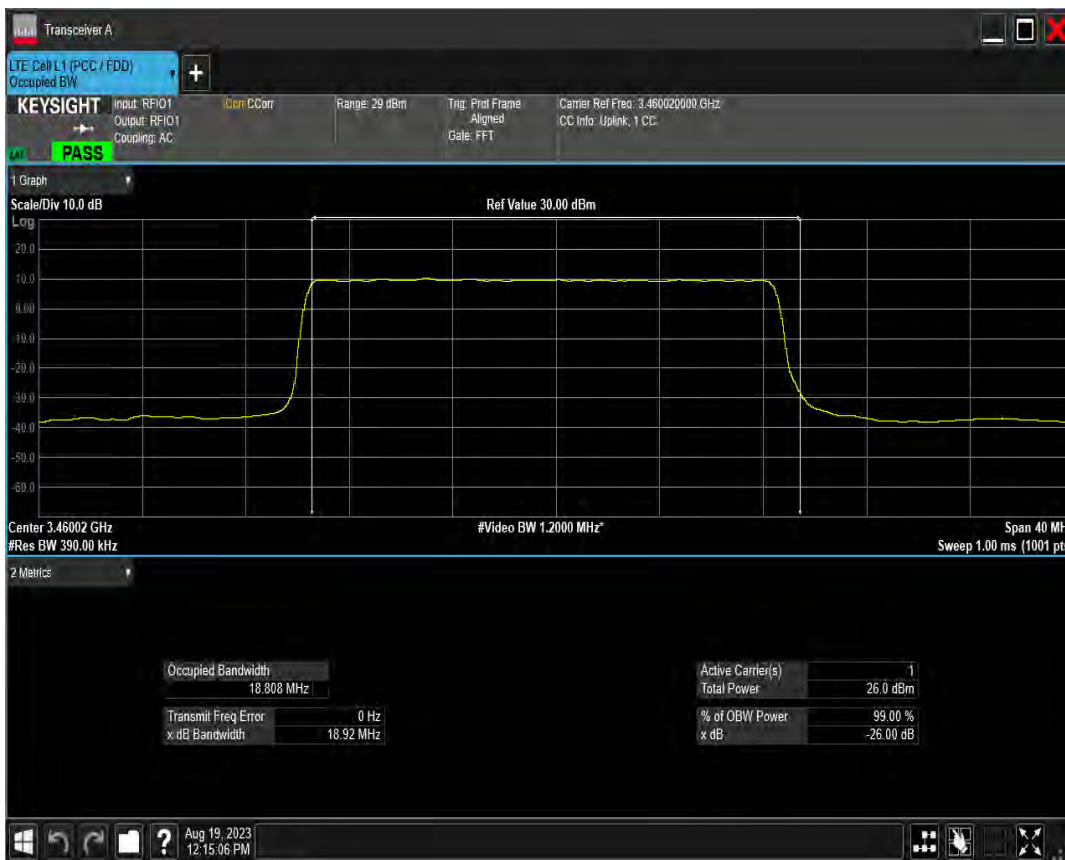 Transceiver A
LTE Cell L1 (PCC / FDD)
Occupied BW
+
KEYSIGHT
Input: RFIO1
Output: RFIO1
Coupling: AC
Corr CCorr
Range: 29 dBm
Trig: Prot Frame
Aligned
Gate: FFT
Carrier Ref Freq: 3.460020000 GHz
CC Info: Uplink, 1 CC
PASS
1 Graph
Scale/Div 10.0 dB
Ref Value 30.00 dBm
Log
20.0
10.0
0.00
-10.0
-20.0
-30.0
-40.0
-50.0
-60.0
Center 3.46002 GHz
#Video BW 1.2000 MHz*
Span 40 MH
#Res BW 390.00 kHz
Sweep 1.00 ms (1001 pt
2 Metrics
Occupied Bandwidth
18.808 MHz
Transmit Freq Error 0 Hz
x dB Bandwidth 18.92 MHz
Active Carrier(s) 1
Total Power 26.0 dBm
% of OBW Power 99.00 %
x dB -26.00 dB
?
Aug 19, 2023
12:15:06 PM